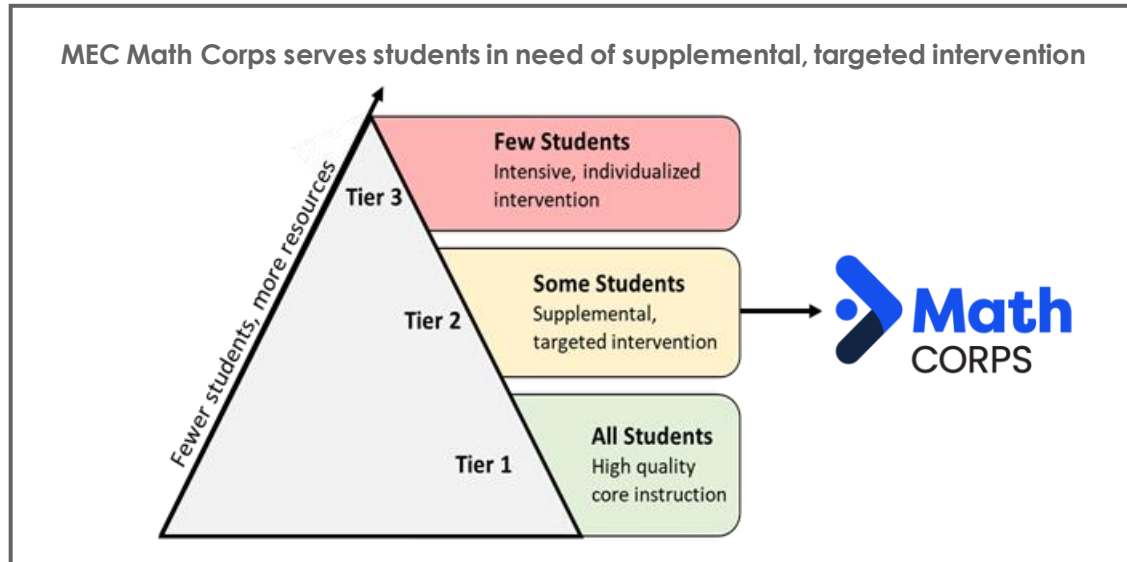 MEC Math Corps serves students in need of supplemental, targeted intervention
Fewer students, more resources
Tier 3
Few Students
Intensive, individualized
intervention
Tier 2
Some Students
Supplemental,
targeted intervention
Math
CORPS
Tier 1
All Students
High quality
core instruction